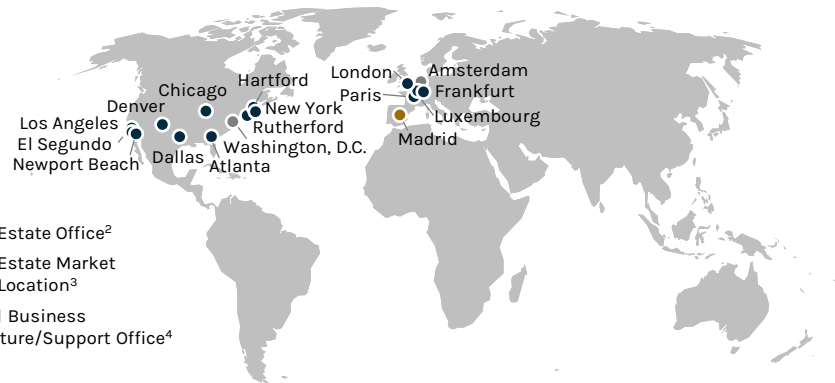 London
Amsterdam
Paris
Frankfurt
Luxembourg
Madrid
Hartford
Chicago
Denver
New York
Los Angeles
Rutherford
El Segundo
Washington, D.C.
Newport Beach
Dallas
Atlanta
Estate Office²
Estate Market
Location³
Business
ture/Support Office⁴